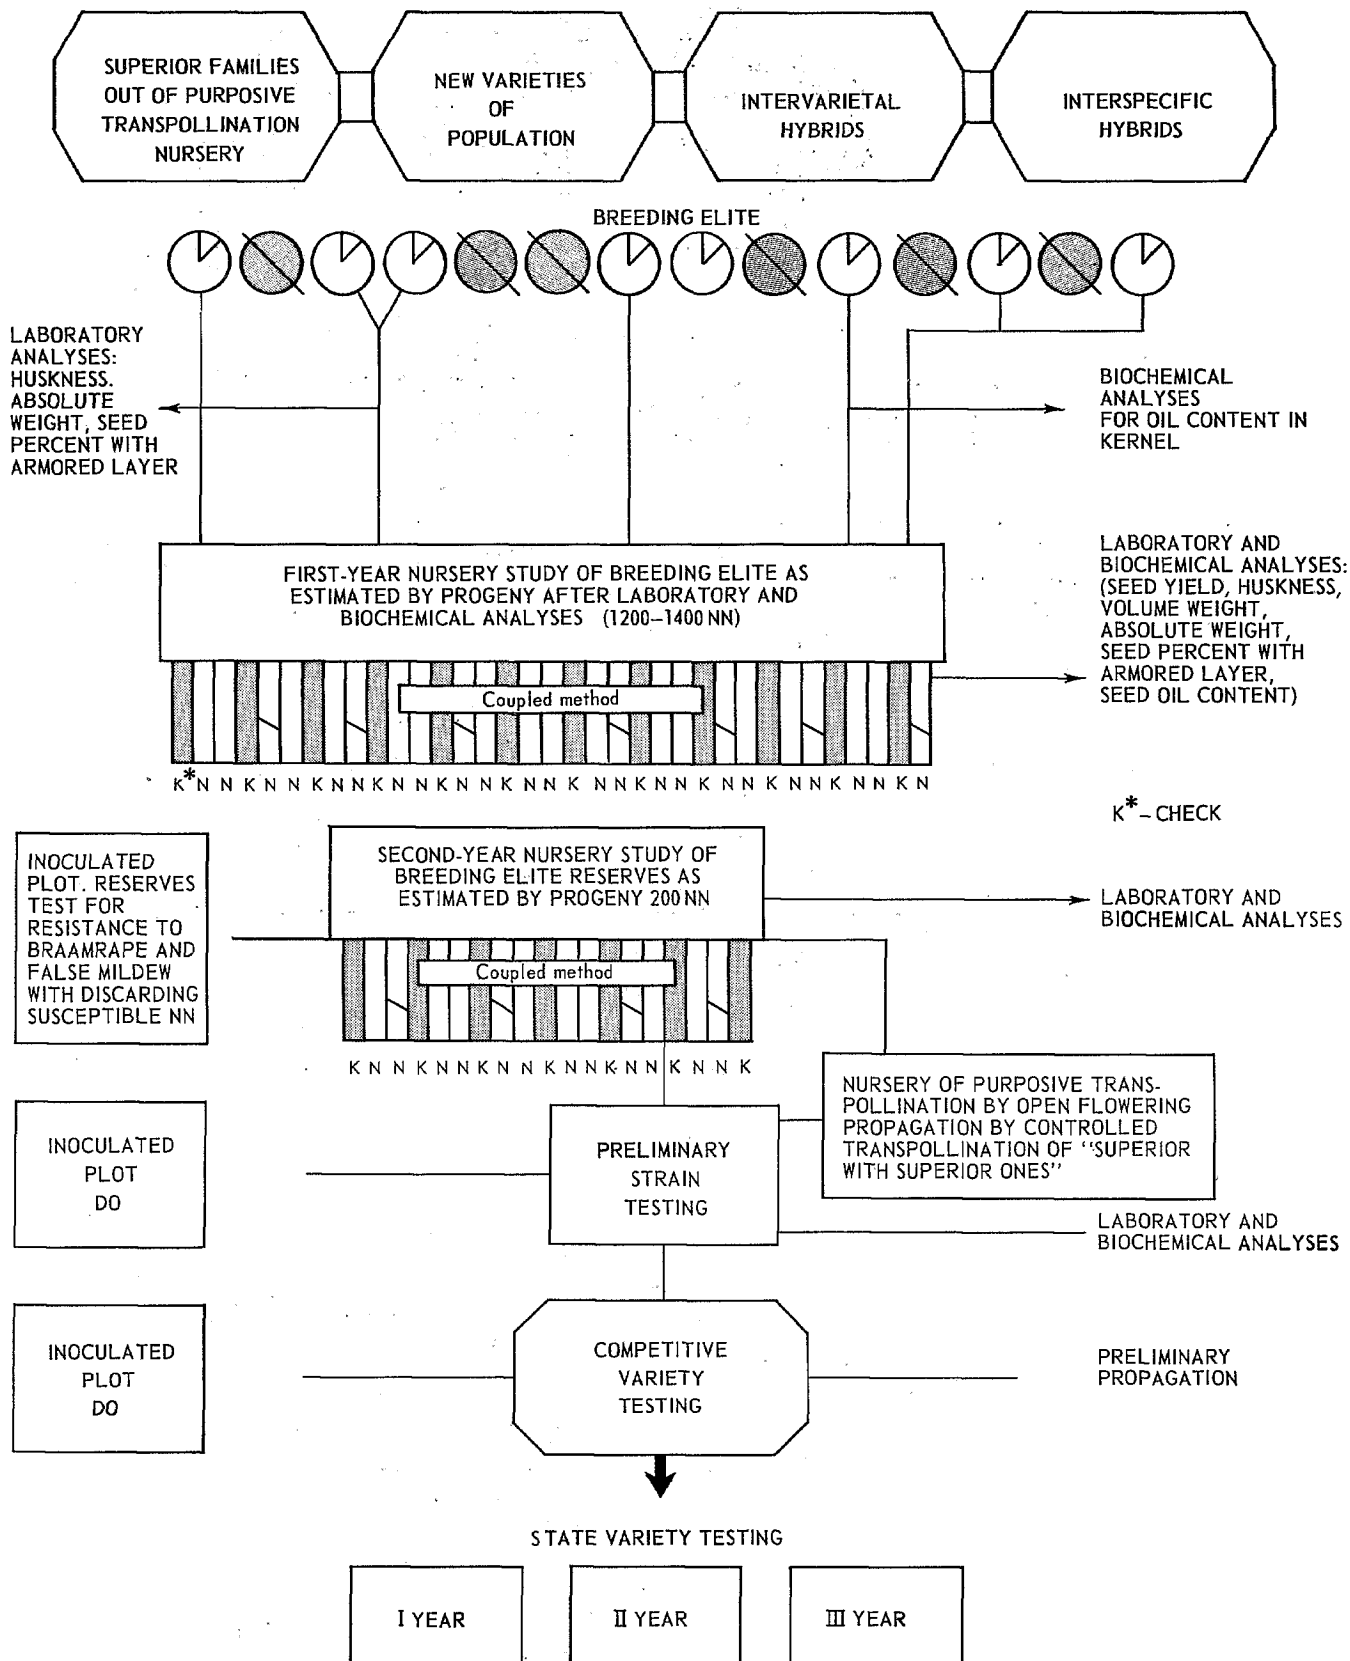 SUPERIOR FAMILIES
OUT OF PURPOSIVE
TRANSPOLLINATION
NURSERY
NEW VARIETIES
OF
POPULATION
INTERVARIETAL
HYBRIDS
INTERSPECIFIC
HYBRIDS
BREEDING ELITE
LABORATORY
ANALYSES:
HUSKNESS.
ABSOLUTE
WEIGHT, SEED
PERCENT WITH
ARMORED LAYER
BIOCHEMICAL
ANALYSES
FOR OIL CONTENT IN
KERNEL
FIRST-YEAR NURSERY STUDY OF BREEDING ELITE AS
ESTIMATED BY PROGENY AFTER LABORATORY AND
BIOCHEMICAL ANALYSES (1200–1400 NN)
LABORATORY AND
BIOCHEMICAL ANALYSES:
(SEED YIELD, HUSKNESS,
VOLUME WEIGHT,
ABSOLUTE WEIGHT,
SEED PERCENT WITH
ARMORED LAYER,
SEED OIL CONTENT)
Coupled method
K* N N K N N K N N K N N K N N K N N K N N K N N K N N K N N K N N K N
K* – CHECK
INOCULATED
PLOT. RESERVES
TEST FOR
RESISTANCE TO
BRAAMRAPE AND
FALSE MILDEW
WITH DISCARDING
SUSCEPTIBLE NN
SECOND-YEAR NURSERY STUDY OF
BREEDING ELITE RESERVES AS
ESTIMATED BY PROGENY 200 NN
LABORATORY AND
BIOCHEMICAL ANALYSES
Coupled method
K N N K N N K N N K N N K N N K N N K
NURSERY OF PURPOSIVE TRANS-
POLLINATION BY OPEN FLOWERING
PROPAGATION BY CONTROLLED
TRANSPOLLINATION OF "SUPERIOR
WITH SUPERIOR ONES"
INOCULATED
PLOT
DO
PRELIMINARY
STRAIN
TESTING
LABORATORY AND
BIOCHEMICAL ANALYSES
INOCULATED
PLOT
DO
COMPETITIVE
VARIETY
TESTING
PRELIMINARY
PROPAGATION
STATE VARIETY TESTING
I YEAR
II YEAR
III YEAR